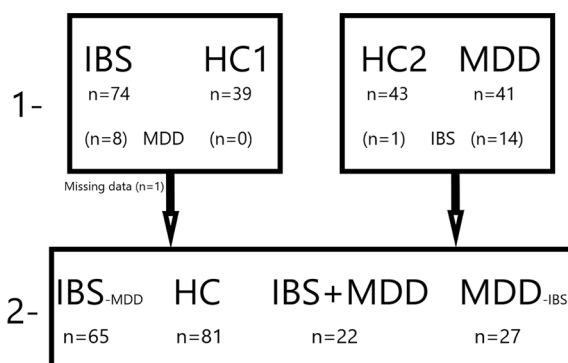 IBS HC1 HC2 MDD
n=74 n=39 n=43 n=41
1-
(n=8) MDD (n=0) (n=1) IBS (n=14)
Missing data (n=1)
IBS-MDD HC IBS+MDD MDD-IBS
2-
n=65 n=81 n=22 n=27